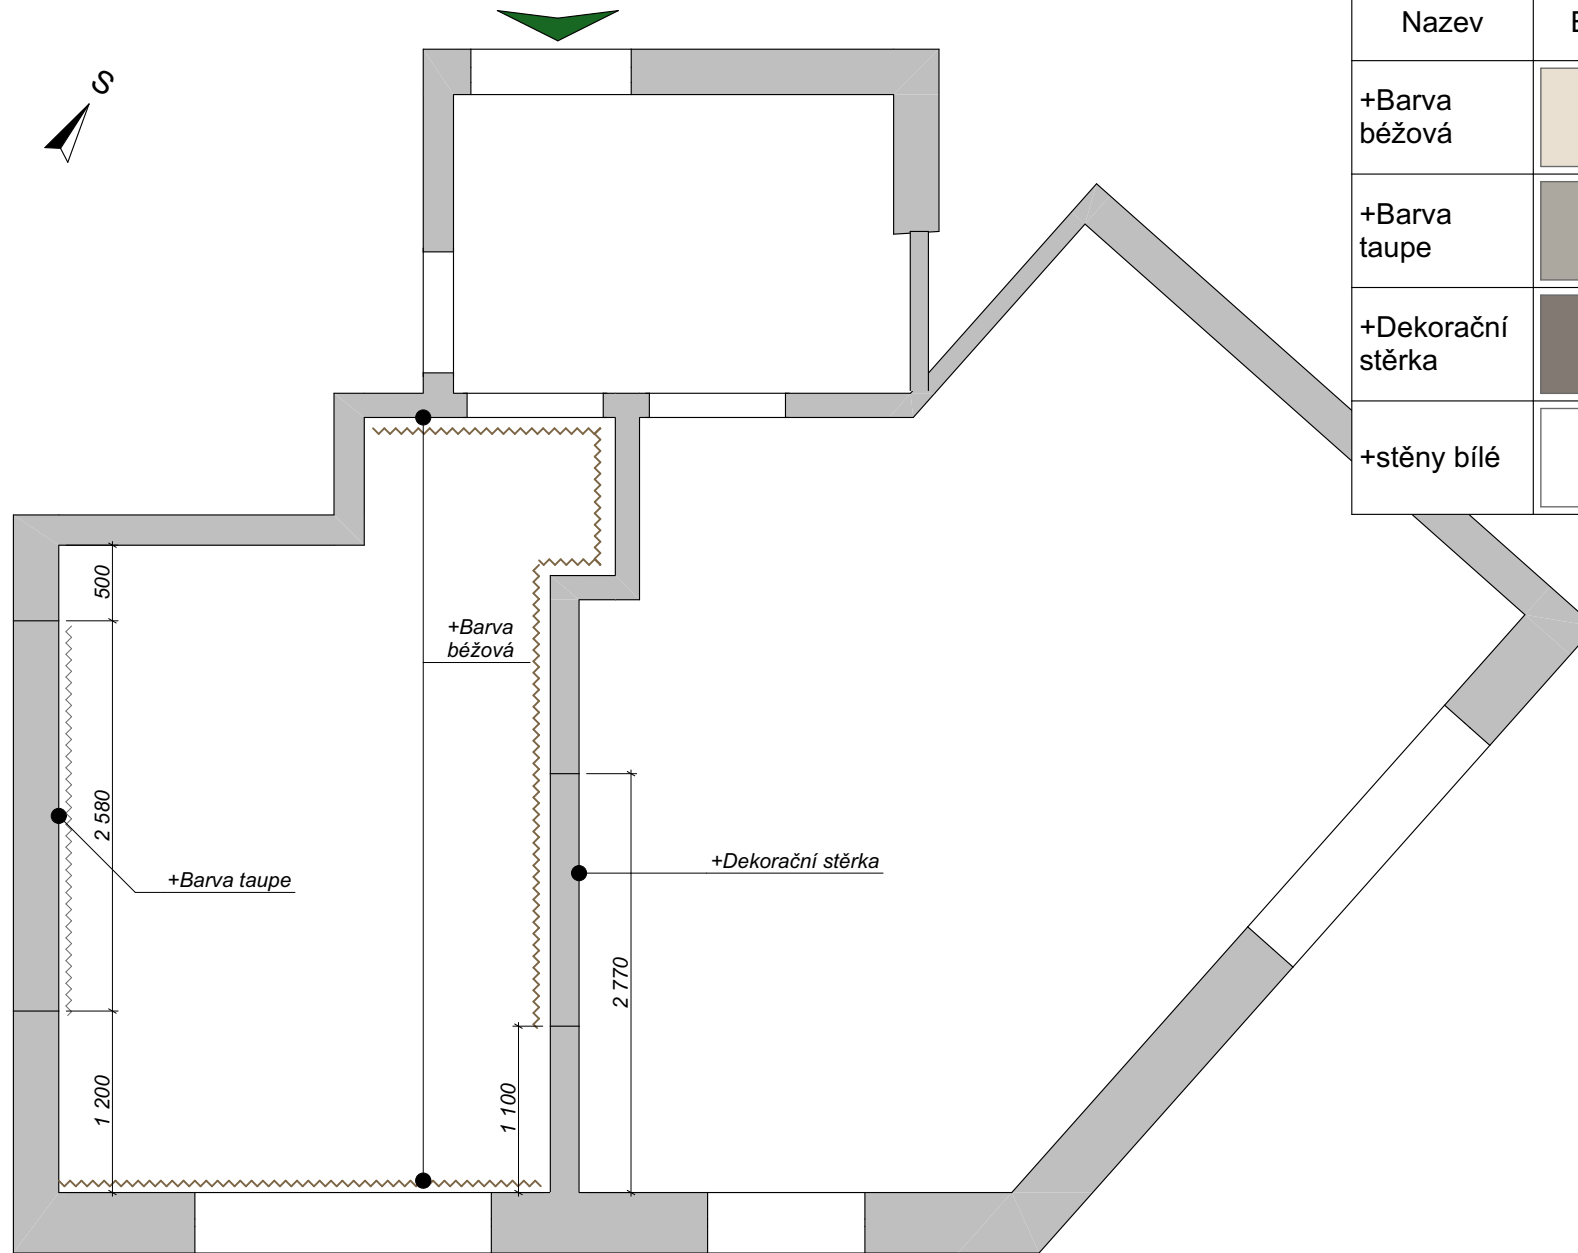 S
Nazev
+Barva
béžová
+Barva
taupe
+Dekorační
stěrka
+stěny bílé
500
+Barva
béžová
2 580
+Barva taupe
+Dekorační stěrka
2 770
1 200
1 100